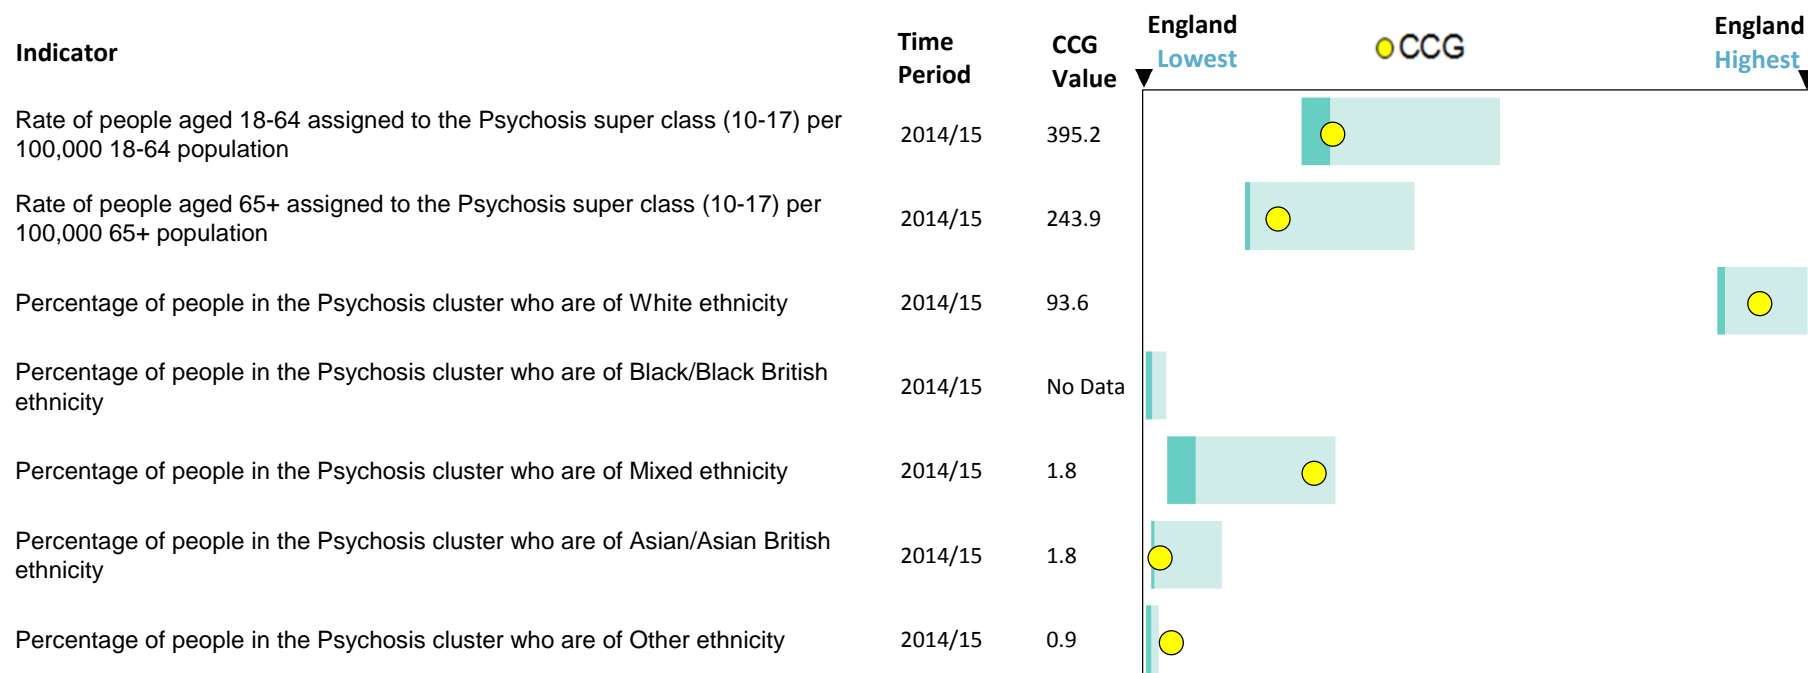 Indicator
Time Period
CCG Value
England Lowest
CCG
England Highest
Rate of people aged 18-64 assigned to the Psychosis super class (10-17) per
100,000 18-64 population
2014/15
395.2
Rate of people aged 65+ assigned to the Psychosis super class (10-17) per
100,000 65+ population
2014/15
243.9
Percentage of people in the Psychosis cluster who are of White ethnicity
2014/15
93.6
Percentage of people in the Psychosis cluster who are of Black/Black British
ethnicity
2014/15
No Data
Percentage of people in the Psychosis cluster who are of Mixed ethnicity
2014/15
1.8
Percentage of people in the Psychosis cluster who are of Asian/Asian British
ethnicity
2014/15
1.8
Percentage of people in the Psychosis cluster who are of Other ethnicity
2014/15
0.9